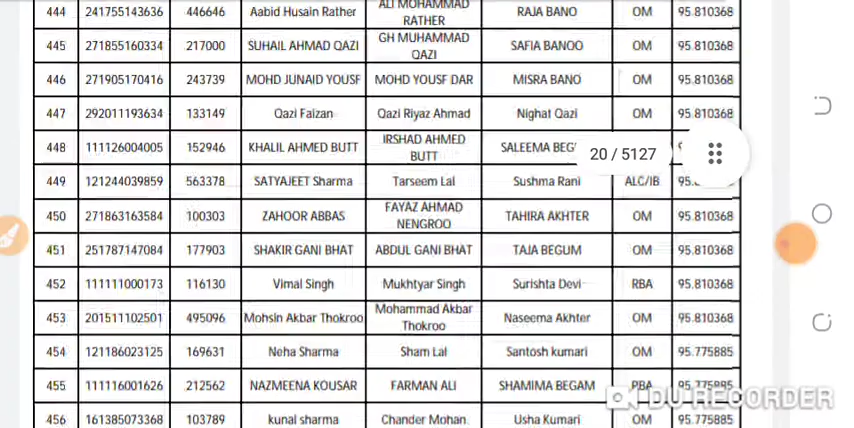 444 241755143636 446646 Aabid Husain Rather ALI MOHAMMAD RATHER RAJA BANO OM 95.810368
445 271855160334 217000 SUHAIL AHMAD QAZI GH MUHAMMAD QAZI SAFIA BANOO OM 95.810368
446 271905170416 243739 MOHD JUNAID YOUSF MOHD YOUSF DAR MISRA BANO OM 95.810368
447 292011193634 133149 Qazi Faizan Qazi Riyaz Ahmad Nighat Qazi OM 95.810368
448 111126004005 152946 KHALIL AHMED BUTT IRSHAD AHMED BUTT SALEEMA
20 / 5127
449 121244039859 563378 SATYAJEET Sharma Tarseem Lal Sushma Rani ALC/IB
450 271863163584 100303 ZAHOOR ABBAS FAYAZ AHMAD NENGROO TAHIRA AKHTER OM 95.810368
451 251787147084 177903 SHAKIR GANI BHAT ABDUL GANI BHAT TAJA BEGUM OM 95.810368
452 111111000173 116130 Vimal Singh Mukhtyar Singh Surishta Devi RBA 95.810368
453 201511102501 495096 Mohsin Akbar Thokroo Mohammad Akbar Thokroo Naseema Akhter OM 95.810368
454 121186023125 169631 Neha Sharma Sham Lal Santosh kumari OM 95.775885
455 111116001626 212562 NAZMEENA KOUSAR FARMAN ALI SHAMIMA BEGAM RBA 95.775885
DU RECORDER
456 161385073368 103789 kunal sharma Chander Mohan Usha Kumari OM 95.775885